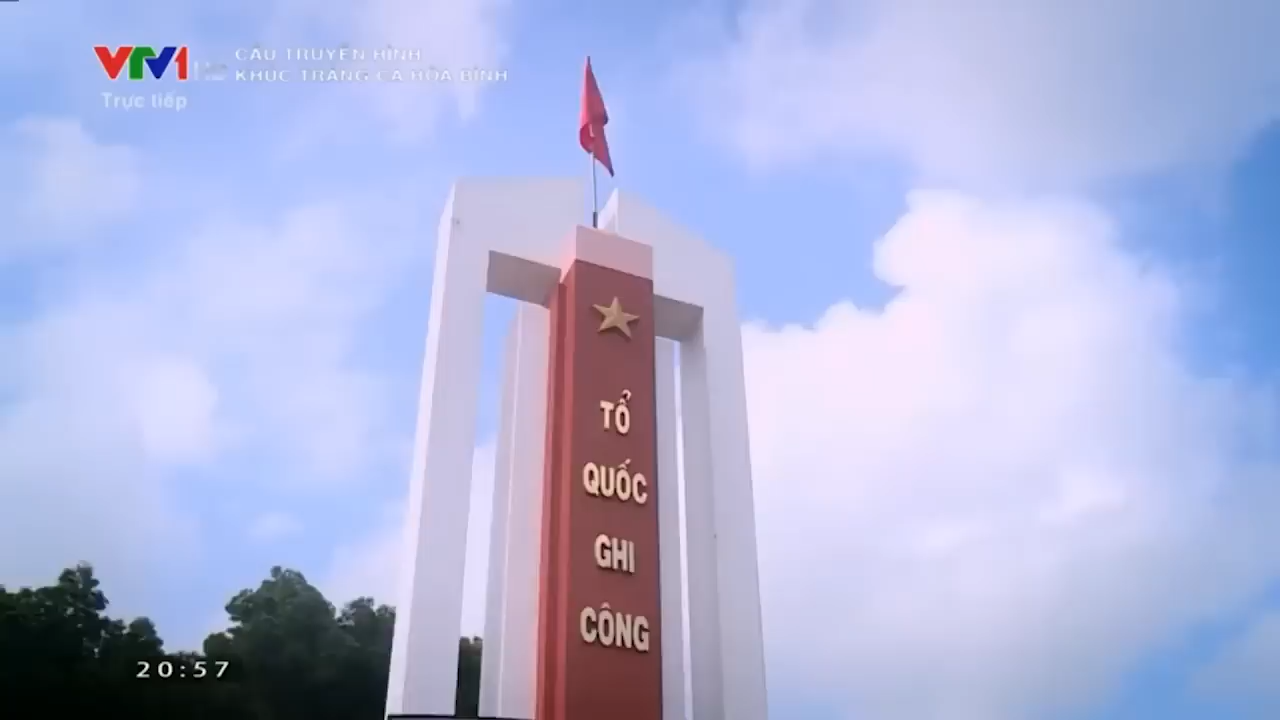 VTV1
CẦU TRUYỀN HÌNH
KHÚC TRÁNG CA HÒA BÌNH
Trực tiếp
TỔ
QUỐC
GHI
CÔNG
20:57